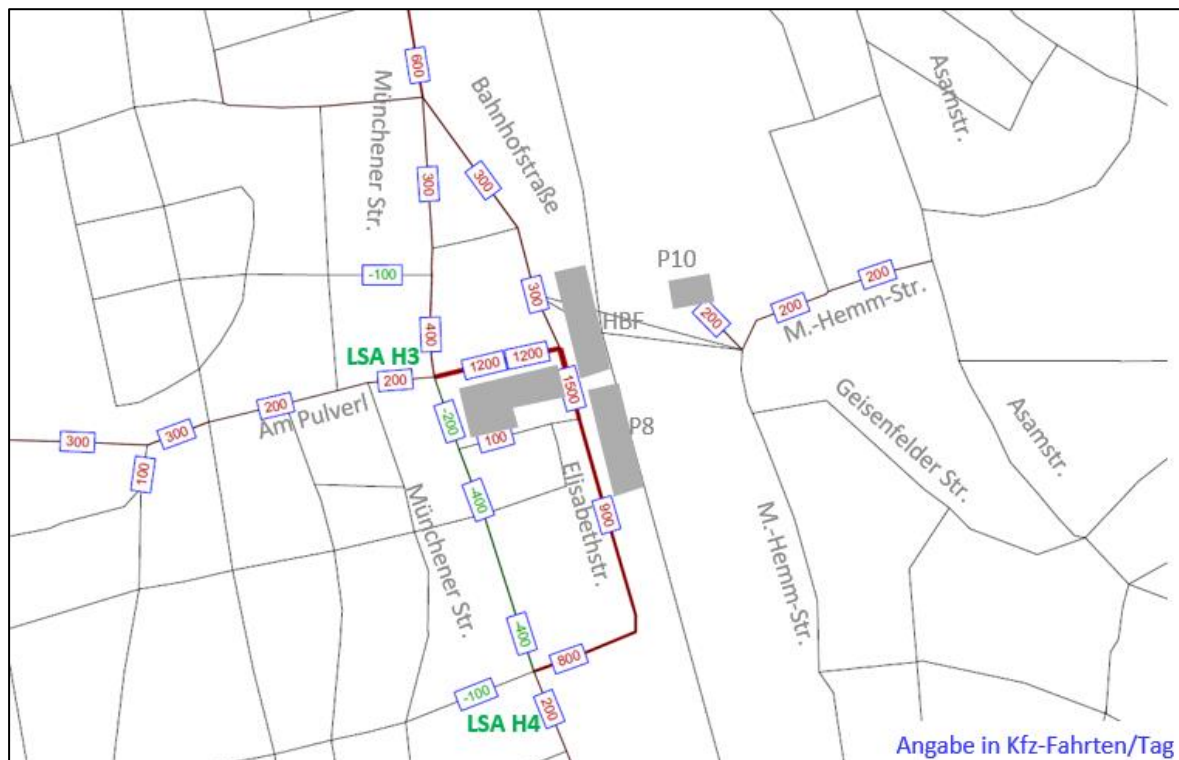 600
Münchener Str.
Bahnhofstraße
Asamstr.
300
300
-100
300
P10
200
200
200
M.-Hemm-Str.
HBF
400
LSA H3
1200
1200
1500
200
200
Am Pulverl
300
300
100
-200
100
P8
Geisenfelder Str.
Asamstr.
-400
Münchener Str.
Elisabethstr.
900
M.-Hemm-Str.
-400
800
-100
200
LSA H4
Angabe in Kfz-Fahrten/Tag